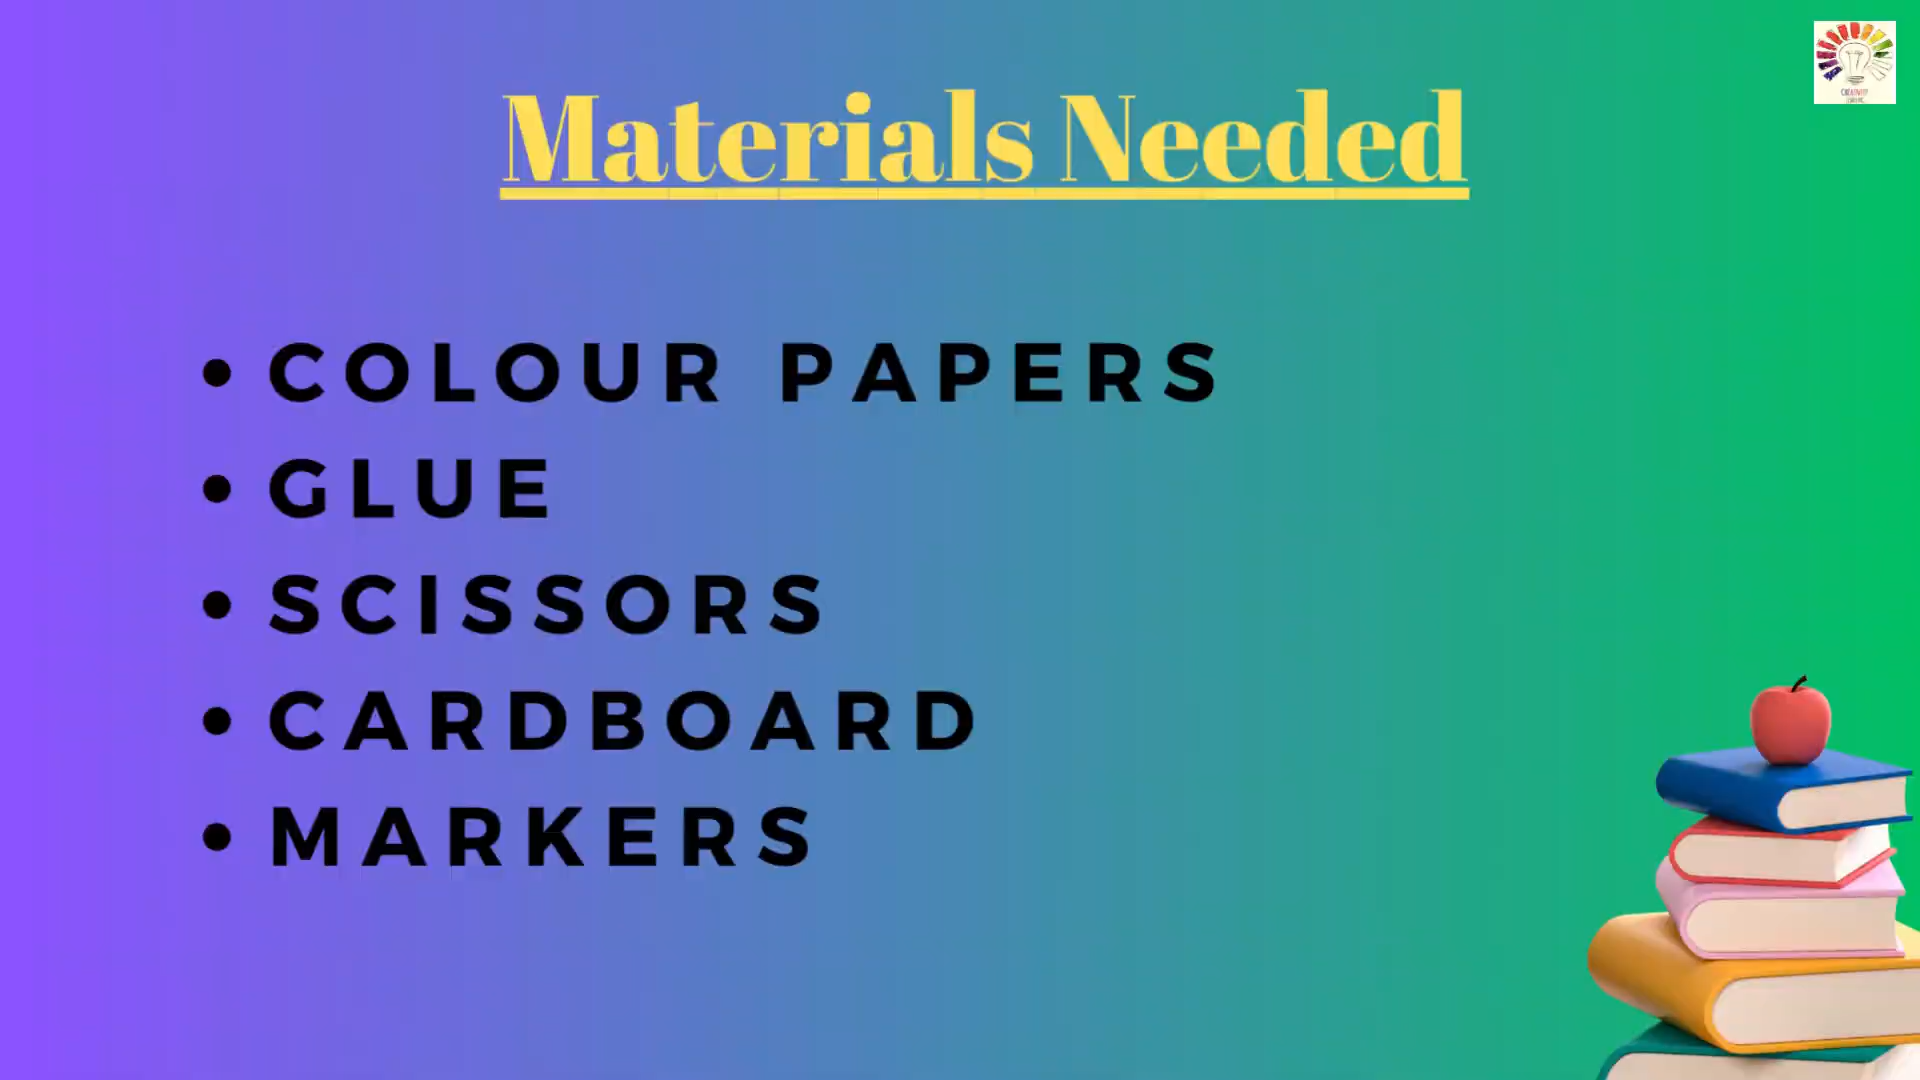 Materials Needed
• COLOUR PAPERS
• GLUE
• SCISSORS
• CARDBOARD
• MARKERS